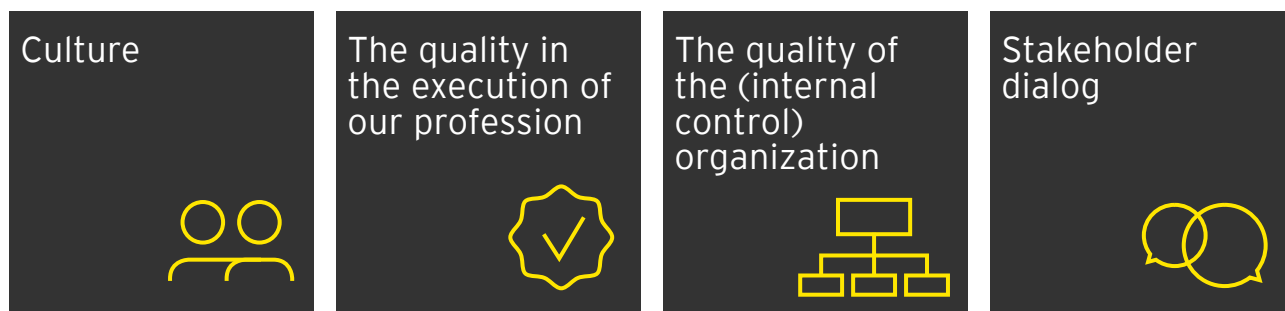 Culture
The quality in
the execution of
our profession
The quality of
the (internal
control)
organization
Stakeholder
dialog